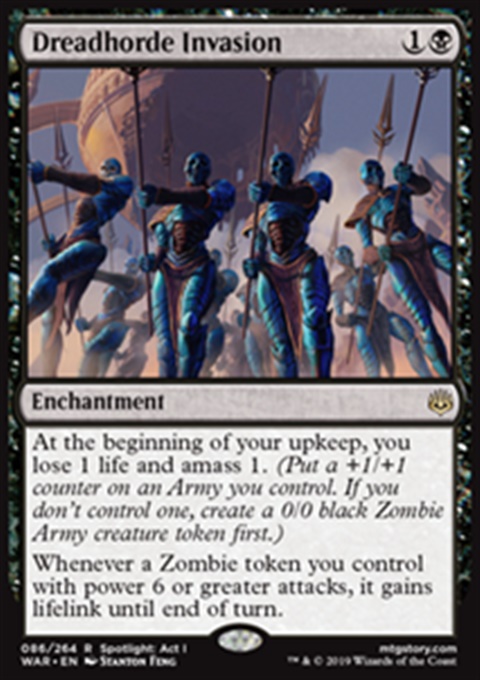 Dreadhorde Invasion 1
Enchantment
At the beginning of your upkeep, you
lose 1 life and amass 1. (Put a +1/+1
counter on an Army you control. If you
don't control one, create a 0/0 black Zombie
Army creature token first.)
Whenever a Zombie token you control
with power 6 or greater attacks, it gains
lifelink until end of turn.
086/264 R Spotlight: Act I mtgstory.com
WAR • EN Stanton Feng ™ & © 2019 Wizards of the Coast